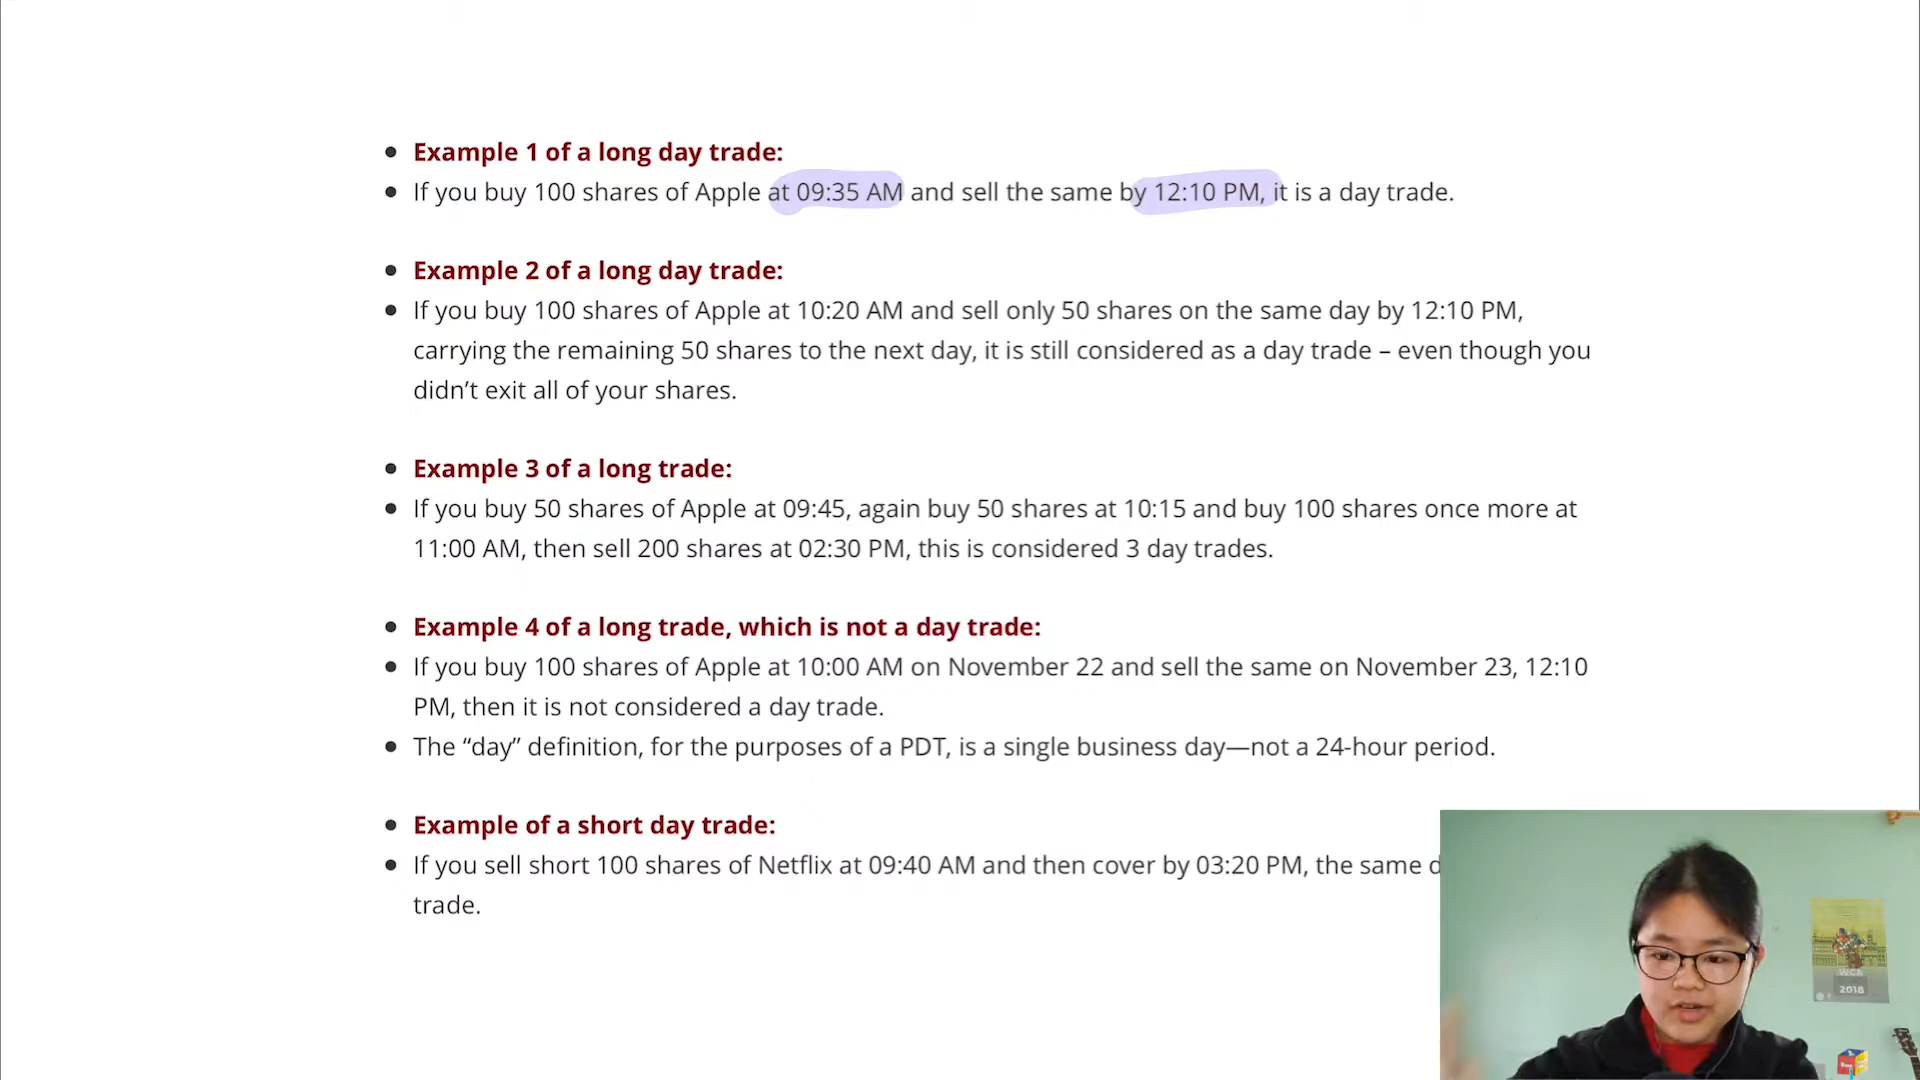 Example 1 of a long day trade:
If you buy 100 shares of Apple at 09:35 AM and sell the same by 12:10 PM, it is a day trade.
Example 2 of a long day trade:
If you buy 100 shares of Apple at 10:20 AM and sell only 50 shares on the same day by 12:10 PM,
carrying the remaining 50 shares to the next day, it is still considered as a day trade – even though you
didn’t exit all of your shares.
Example 3 of a long trade:
If you buy 50 shares of Apple at 09:45, again buy 50 shares at 10:15 and buy 100 shares once more at
11:00 AM, then sell 200 shares at 02:30 PM, this is considered 3 day trades.
Example 4 of a long trade, which is not a day trade:
If you buy 100 shares of Apple at 10:00 AM on November 22 and sell the same on November 23, 12:10
PM, then it is not considered a day trade.
The “day” definition, for the purposes of a PDT, is a single business day—not a 24-hour period.
Example of a short day trade:
If you sell short 100 shares of Netflix at 09:40 AM and then cover by 03:20 PM, the same
trade.
WCA
2018